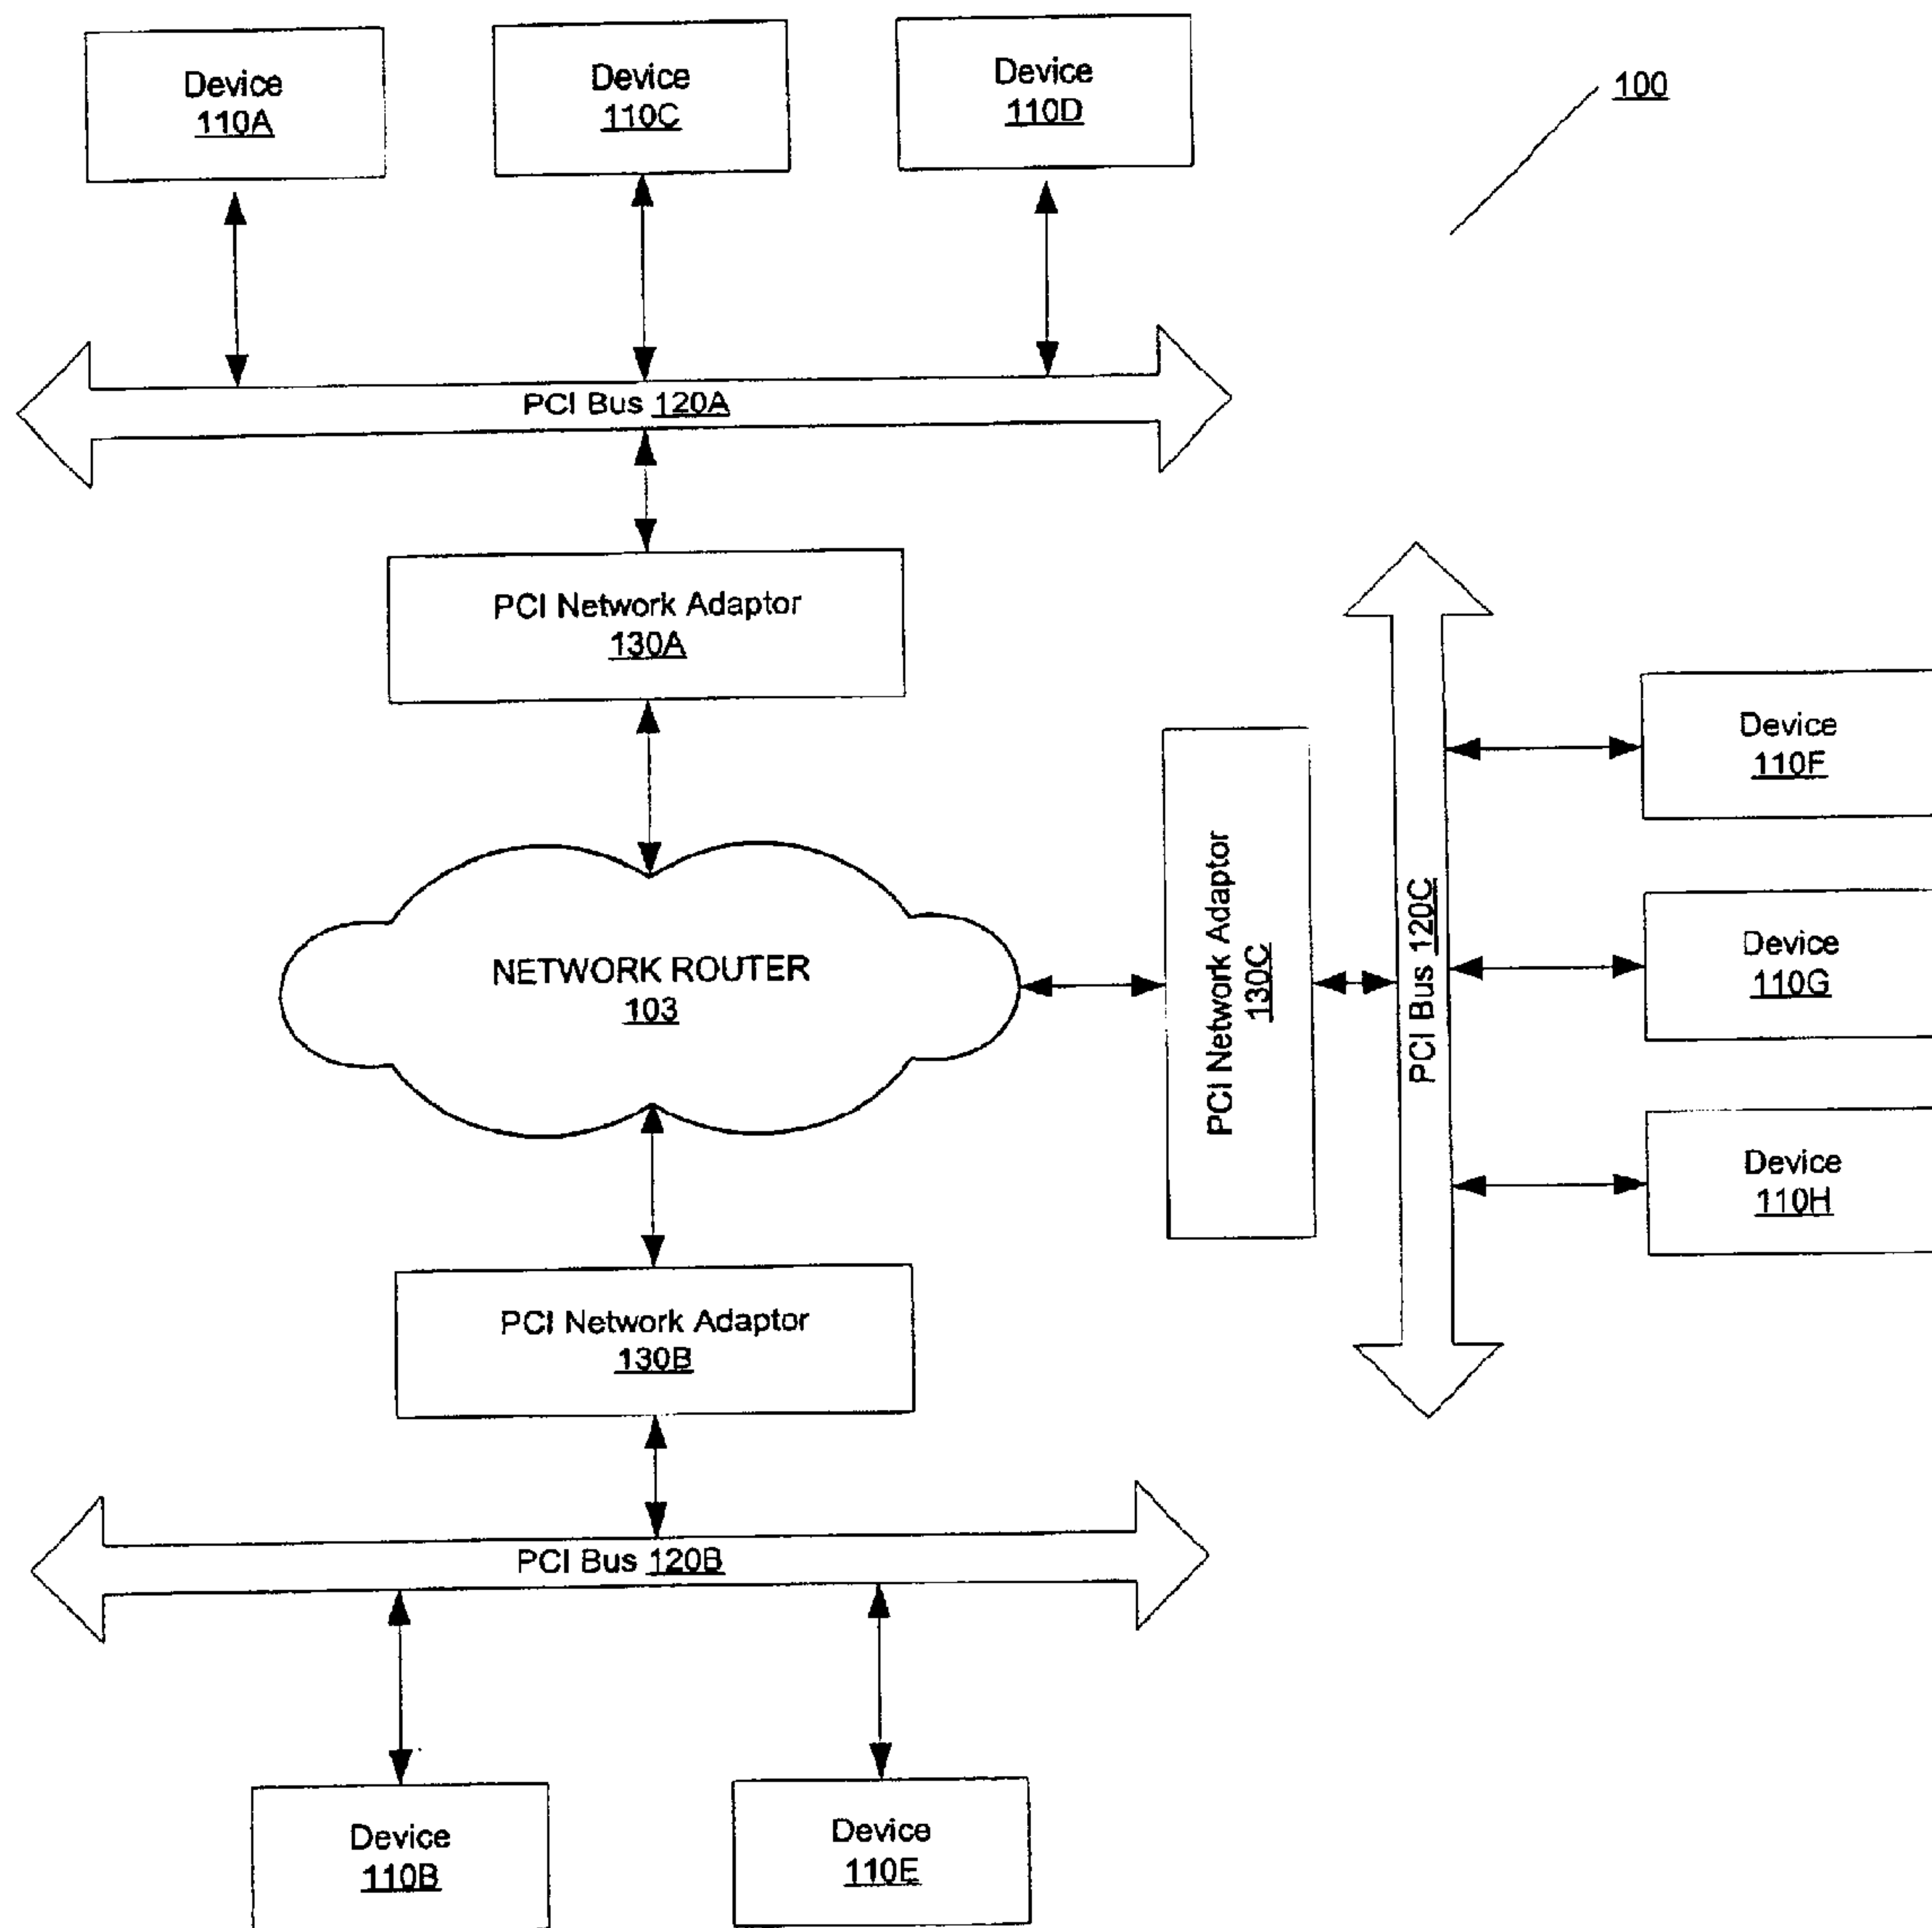 Device
110A
Device
110C
Device
110D
100
PCI Bus 120A
PCI Network Adaptor
130A
Device
110F
PCI Network Adaptor
130C
PCI Bus 120C
Device
110G
NETWORK ROUTER
103
Device
110H
PCI Network Adaptor
130B
PCI Bus 120B
Device
110B
Device
110E